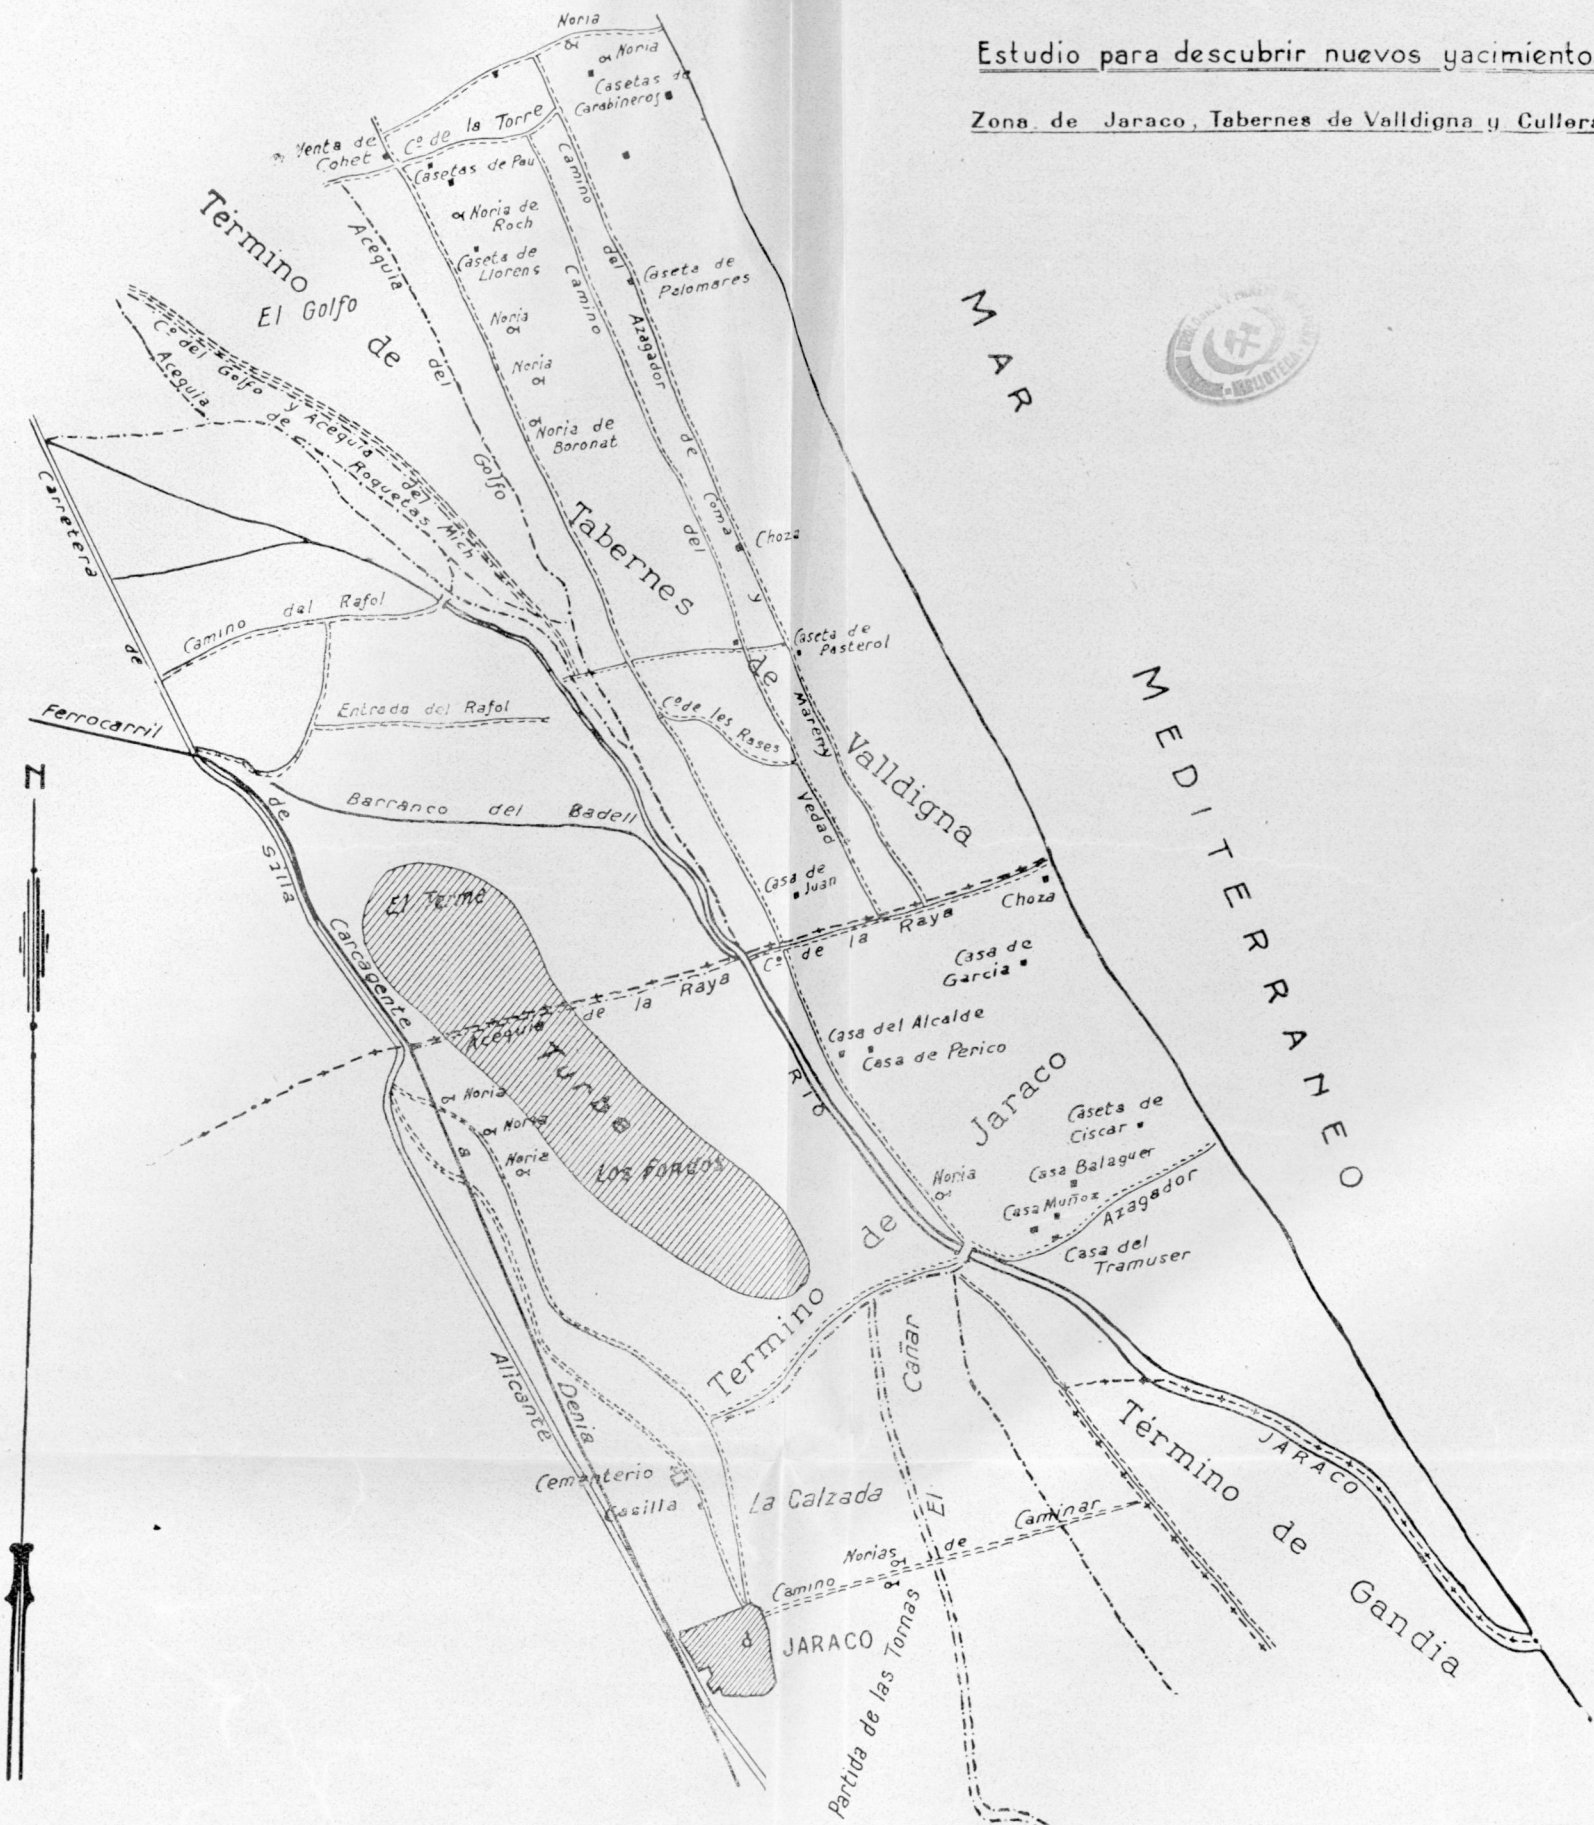 Estudio para descubrir nuevos yacimiento
Zona de Jaraco, Tabernes de Valldigna y Cullera
Noria
Noria
Casetas de
Carabineros
Venta de
Cohet
Cº de la Torre
Casetas de Pau
Noria de
Roch
Caseta de
Llorens
Noria
Noria
Noria de
Boronat
Acequia del Golfo
Camino del Azagador de Coma y Mareny
Camino del Vedad
Caseta de
Palomares
Choza
Caseta de
Pasterol
Término de Tabernes de Valldigna
El Golfo
Cº del Golfo y Acequia del Mich
Acequia de Roquetas
Carretera de Silla a Alicante
Camino del Rafol
Entrada del Rafol
Ferrocarril de Carcagente a Denia
Barranco del Badell
Cº de les Rases
Casa de
Juan
N
MAR MEDITERRANEO
El Terme
Turba
Los Fondos
Acequia de la Raya
Cº de la Raya
Choza
Casa de
Garcia
Casa del Alcalde
Casa de Perico
RIO JARACO
Noria
Noria
Noria
Termino de Jaraco
Caseta de
Ciscar
Casa Balaguer
Casa Muñoz
Azagador
Casa del
Tramuser
Noria
El Cañar
Término de Gandia
Cementerio
Casilla
La Calzada
Norias
Camino de Caminar
JARACO
Partida de las Tornas